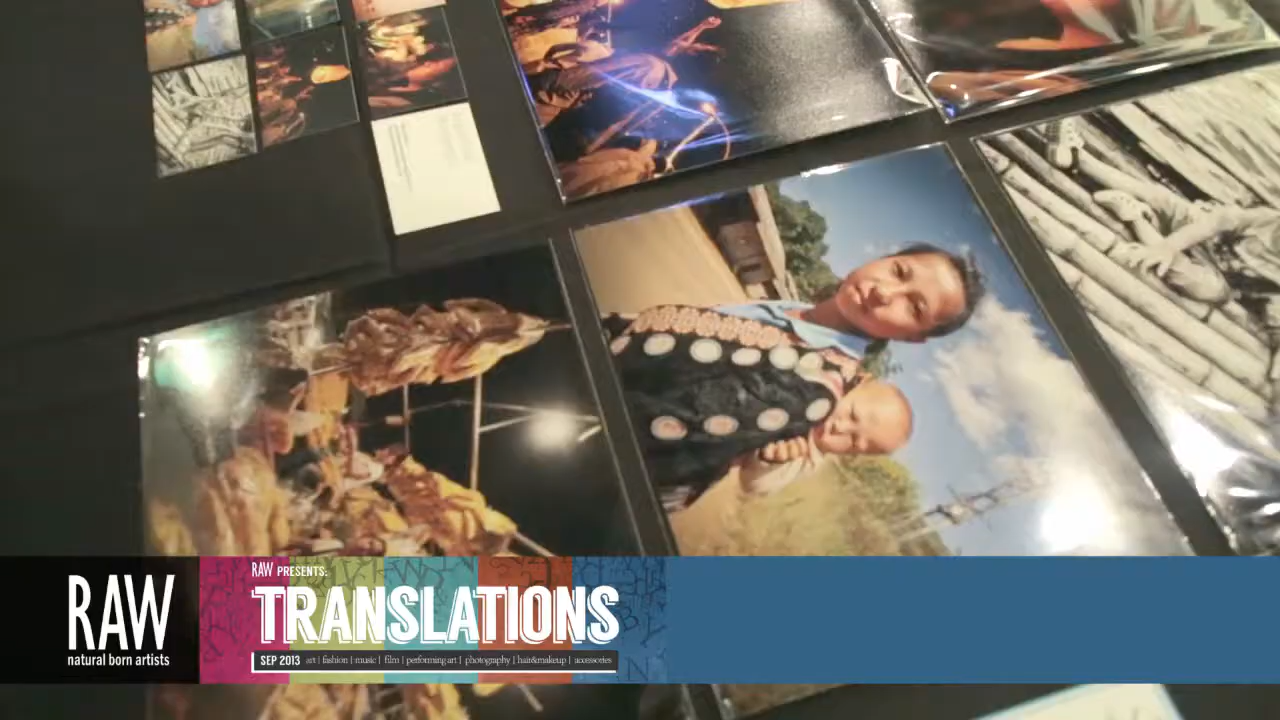 RAW
natural born artists
RAW PRESENTS:
TRANSLATIONS
SEP 2013 art | fashion | music | film | performing art | photography | hair&makeup | accessories